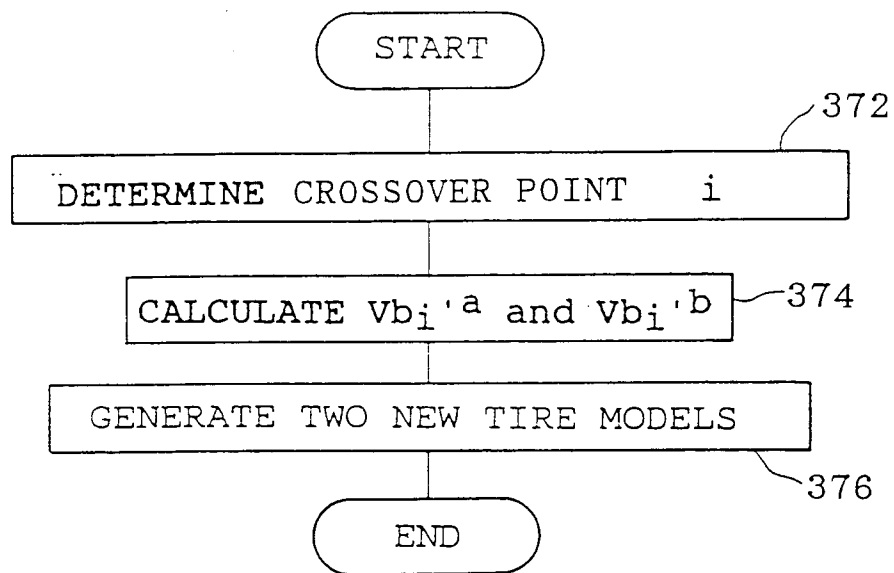 START
372
DETERMINE CROSSOVER POINT i
CALCULATE Vbi'a and Vbi'b
374
GENERATE TWO NEW TIRE MODELS
376
END